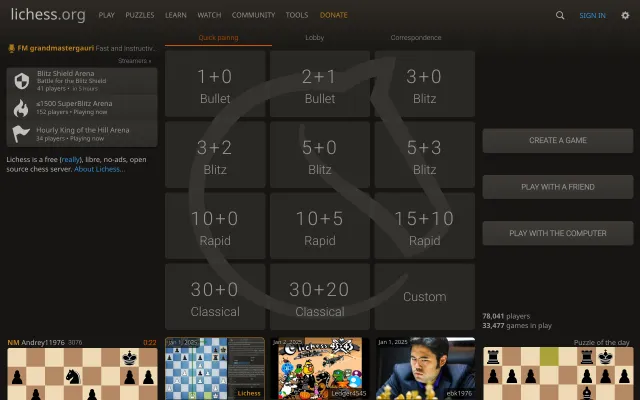 lichess.org
PLAY PUZZLES LEARN WATCH COMMUNITY TOOLS DONATE
SIGN IN
FM grandmastergauri Fast and Instructiv…
Streamers »
Blitz Shield Arena
Battle for the Blitz Shield
41 players • in 5 hours
≤1500 SuperBlitz Arena
152 players • Playing now
Hourly King of the Hill Arena
34 players • Playing now
Lichess is a free (really), libre, no-ads, open
source chess server. About Lichess...
Quick pairing Lobby Correspondence
1+0
Bullet
2+1
Bullet
3+0
Blitz
3+2
Blitz
5+0
Blitz
5+3
Blitz
10+0
Rapid
10+5
Rapid
15+10
Rapid
30+0
Classical
30+20
Classical
Custom
CREATE A GAME
PLAY WITH A FRIEND
PLAY WITH THE COMPUTER
78,041 players
33,477 games in play
NM Andrey11976 3076 0:22
Jan 1, 2025
Lichess
Jan 2, 2025
Lichess 4545
Ledger4545
Jan 1, 2025
ebk1976
Puzzle of the day